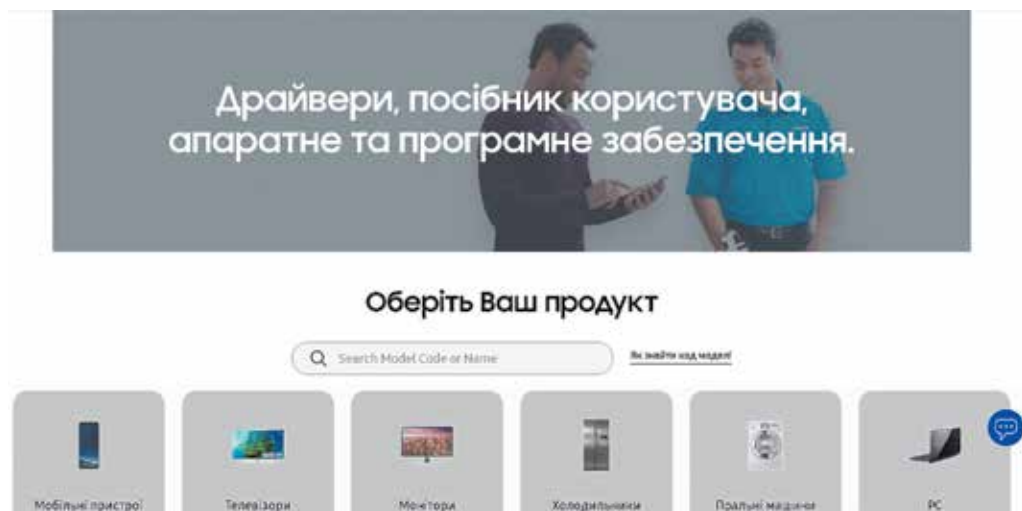 Драйвери, посібник користувача,
апаратне та програмне забезпечення.
Оберіть Ваш продукт
Search Model Code or Name
Як знайти код моделі
Мобільні пристрої
Телевізори
Монітори
Холодильники
Пральні машини
PC